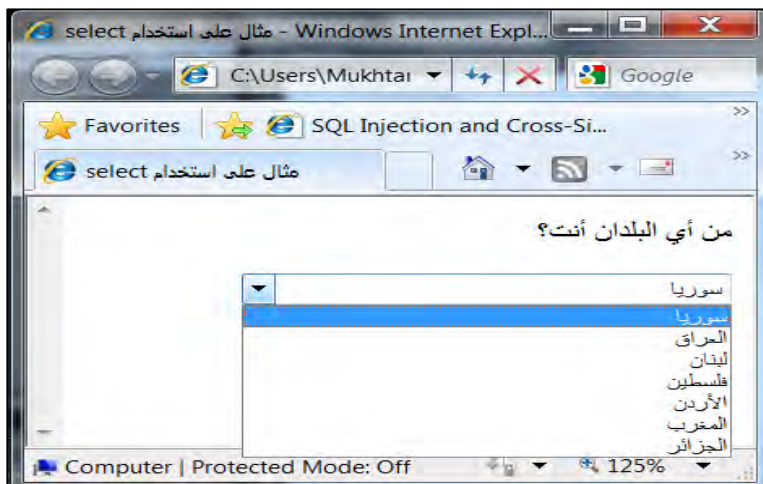 مثال على استخدام select - Windows Internet Expl...
C:\Users\Mukhtar
Google
Favorites
SQL Injection and Cross-Si...
مثال على استخدام select
من أي البلدان أنت؟
سوريا
سوريا
العراق
لبنان
فلسطين
الأردن
المغرب
الجزائر
Computer | Protected Mode: Off
125%